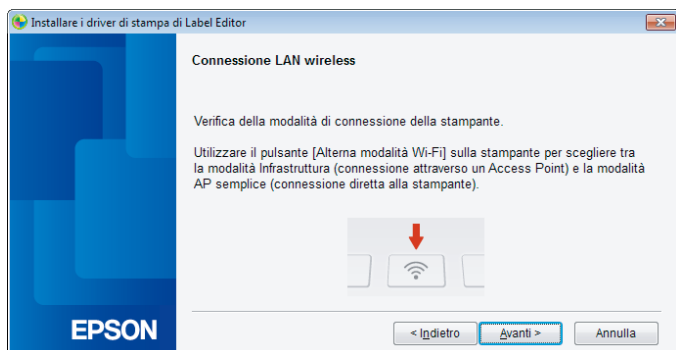 Installare i driver di stampa di Label Editor
Connessione LAN wireless
Verifica della modalità di connessione della stampante.
Utilizzare il pulsante [Alterna modalità Wi-Fi] sulla stampante per scegliere tra
la modalità Infrastruttura (connessione attraverso un Access Point) e la modalità
AP semplice (connessione diretta alla stampante).
EPSON
< Indietro Avanti > Annulla